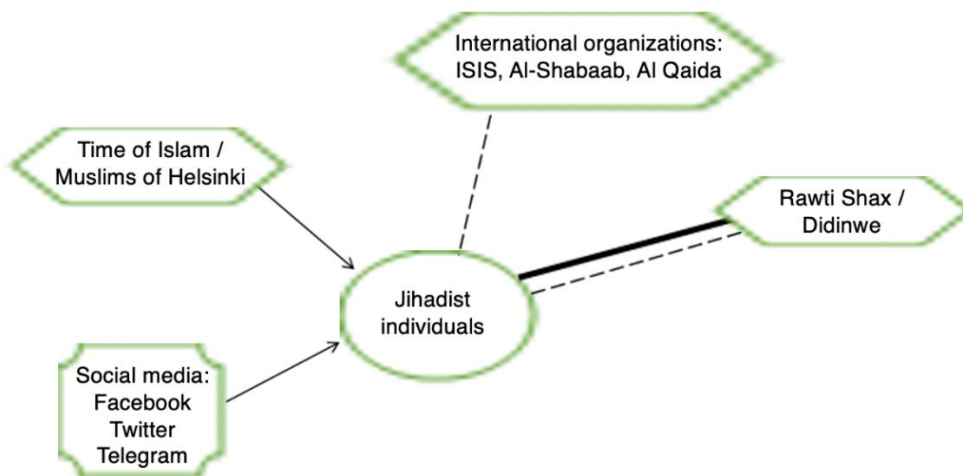 International organizations:
ISIS, Al-Shabaab, Al Qaida
Time of Islam /
Muslims of Helsinki
Rawti Shax /
Didinwe
Jihadist
individuals
Social media:
Facebook
Twitter
Telegram